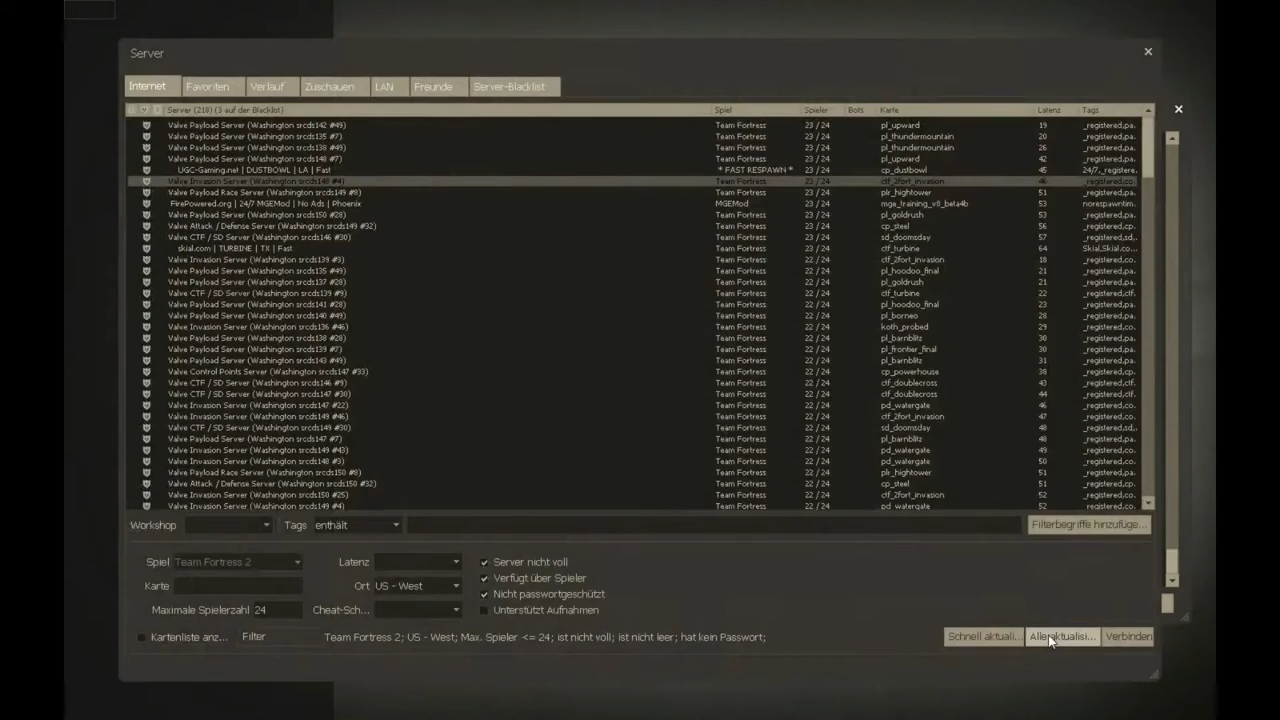 Server
Internet Favoriten Verlauf Zuschauen LAN Freunde Server-Blacklist
Server (210) (3 auf der Blacklist) Spiel Spieler Bots Karte Latenz Tags
Valve Payload Server (Washington srcds142 #49) Team Fortress 23 / 24 pl_upward 19 _registered,pa.
Valve Payload Server (Washington srcds135 #7) Team Fortress 23 / 24 pl_thundermountain 20 _registered,pa.
Valve Payload Server (Washington srcds138 #49) Team Fortress 23 / 24 pl_thundermountain 26 _registered,pa.
Valve Payload Server (Washington srcds148 #7) Team Fortress 23 / 24 pl_upward 42 _registered,pa.
UGC-Gaming.net | DUSTBOWL | LA | Fast * FAST RESPAWN * 23 / 24 cp_dustbowl 45 24/7,_registere.
Valve Invasion Server (Washington srcds148 #4) Team Fortress 23 / 24 ctf_2fort_invasion 46 _registered,co.
Valve Payload Race Server (Washington srcds149 #8) Team Fortress 23 / 24 plr_hightower 51 _registered,pa.
FirePowered.org | 24/7 MGEMod | No Ads | Phoenix MGEMod 23 / 24 mge_training_v8_beta4b 53 norespawntim.
Valve Payload Server (Washington srcds150 #28) Team Fortress 23 / 24 pl_goldrush 53 _registered,pa.
Valve Attack / Defense Server (Washington srcds149 #32) Team Fortress 23 / 24 cp_steel 56 _registered,cp.
Valve CTF / SD Server (Washington srcds146 #30) Team Fortress 23 / 24 sd_doomsday 57 _registered,sd,.
skial.com | TURBINE | TX | Fast Team Fortress 23 / 24 ctf_turbine 64 Skial,Skial.co...
Valve Invasion Server (Washington srcds139 #3) Team Fortress 22 / 24 ctf_2fort_invasion 18 _registered,co.
Valve Payload Server (Washington srcds135 #49) Team Fortress 22 / 24 pl_hoodoo_final 21 _registered,pa.
Valve Payload Server (Washington srcds137 #28) Team Fortress 22 / 24 pl_goldrush 21 _registered,pa.
Valve CTF / SD Server (Washington srcds139 #9) Team Fortress 22 / 24 ctf_turbine 22 _registered,ctf.
Valve Payload Server (Washington srcds141 #28) Team Fortress 22 / 24 pl_hoodoo_final 23 _registered,pa.
Valve Payload Server (Washington srcds140 #49) Team Fortress 22 / 24 pl_borneo 28 _registered,pa.
Valve Invasion Server (Washington srcds136 #46) Team Fortress 22 / 24 koth_probed 29 _registered,co.
Valve Payload Server (Washington srcds138 #28) Team Fortress 22 / 24 pl_barnblitz 30 _registered,pa.
Valve Payload Server (Washington srcds139 #7) Team Fortress 22 / 24 pl_frontier_final 30 _registered,pa.
Valve Payload Server (Washington srcds143 #49) Team Fortress 22 / 24 pl_barnblitz 31 _registered,pa.
Valve Control Points Server (Washington srcds147 #33) Team Fortress 22 / 24 cp_powerhouse 38 _registered,cp.
Valve CTF / SD Server (Washington srcds146 #9) Team Fortress 22 / 24 ctf_doublecross 43 _registered,ctf.
Valve CTF / SD Server (Washington srcds147 #30) Team Fortress 22 / 24 ctf_doublecross 44 _registered,ctf.
Valve Invasion Server (Washington srcds147 #22) Team Fortress 22 / 24 pd_watergate 46 _registered,co.
Valve Invasion Server (Washington srcds149 #46) Team Fortress 22 / 24 ctf_2fort_invasion 47 _registered,co.
Valve CTF / SD Server (Washington srcds149 #30) Team Fortress 22 / 24 sd_doomsday 48 _registered,sd,.
Valve Payload Server (Washington srcds147 #7) Team Fortress 22 / 24 pl_barnblitz 48 _registered,pa.
Valve Invasion Server (Washington srcds149 #43) Team Fortress 22 / 24 pd_watergate 49 _registered,co.
Valve Invasion Server (Washington srcds148 #3) Team Fortress 22 / 24 pd_watergate 50 _registered,co.
Valve Payload Race Server (Washington srcds150 #8) Team Fortress 22 / 24 plr_hightower 51 _registered,pa.
Valve Attack / Defense Server (Washington srcds150 #32) Team Fortress 22 / 24 cp_steel 51 _registered,cp.
Valve Invasion Server (Washington srcds150 #25) Team Fortress 22 / 24 ctf_2fort_invasion 52 _registered,co.
Valve Invasion Server (Washington srcds149 #4) Team Fortress 22 / 24 pd_watergate 52 _registered,co.
Workshop Tags enthält Filterbegriffe hinzufüge...
Spiel Team Fortress 2 Latenz Server nicht voll
Verfügt über Spieler
Karte Ort US - West Nicht passwortgeschützt
Maximale Spielerzahl 24 Cheat-Sch... Unterstützt Aufnahmen
Kartenliste anz... Filter Team Fortress 2; US - West; Max. Spieler <= 24; ist nicht voll; ist nicht leer; hat kein Passwort; Schnell aktuali... Alle aktualisi... Verbinden